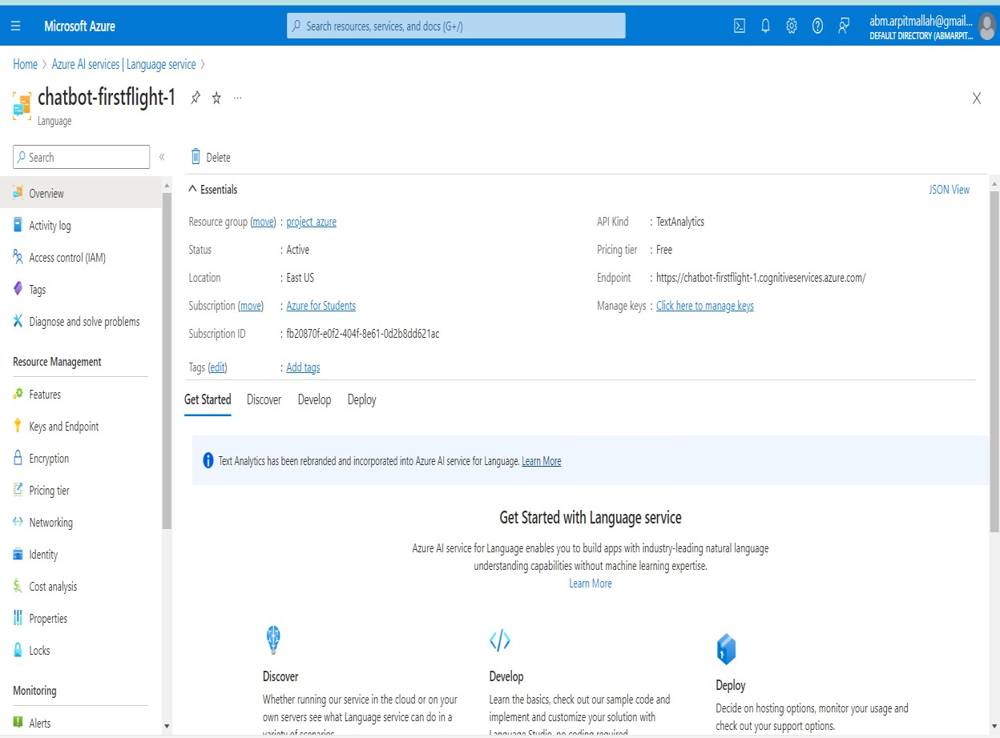 Microsoft Azure
Search resources, services, and docs (G+/)
abm.arpitmallah@gmail...
DEFAULT DIRECTORY (ABMARPIT...
Home > Azure AI services | Language service >
chatbot-firstflight-1
Language
Search
Delete
Overview
Activity log
Access control (IAM)
Tags
Diagnose and solve problems
Resource Management
Features
Keys and Endpoint
Encryption
Pricing tier
Networking
Identity
Cost analysis
Properties
Locks
Monitoring
Alerts
Essentials
JSON View
Resource group (move) : project_azure
Status : Active
Location : East US
Subscription (move) : Azure for Students
Subscription ID : fb20870f-e0f2-404f-8e61-0d2b8dd621ac
Tags (edit) : Add tags
API Kind : TextAnalytics
Pricing tier : Free
Endpoint : https://chatbot-firstflight-1.cognitiveservices.azure.com/
Manage keys : Click here to manage keys
Get Started Discover Develop Deploy
Text Analytics has been rebranded and incorporated into Azure AI service for Language. Learn More
Get Started with Language service
Azure AI service for Language enables you to build apps with industry-leading natural language
understanding capabilities without machine learning expertise.
Learn More
Discover
Whether running our service in the cloud or on your
own servers see what Language service can do in a
variety of scenarios
Develop
Learn the basics, check out our sample code and
implement and customize your solution with
Language Studio, no coding required
Deploy
Decide on hosting options, monitor your usage and
check out your support options.